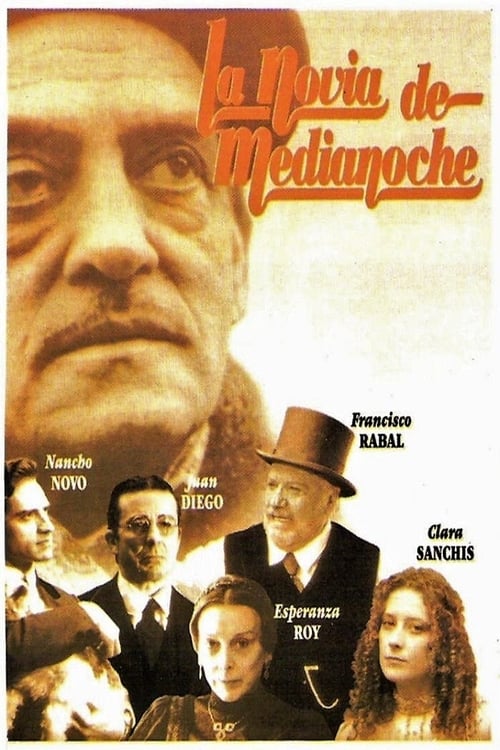 La Novia de
Medianoche
Francisco
RABAL
Nancho
NOVO
Juan
DIEGO
Clara
SANCHIS
Esperanza
ROY